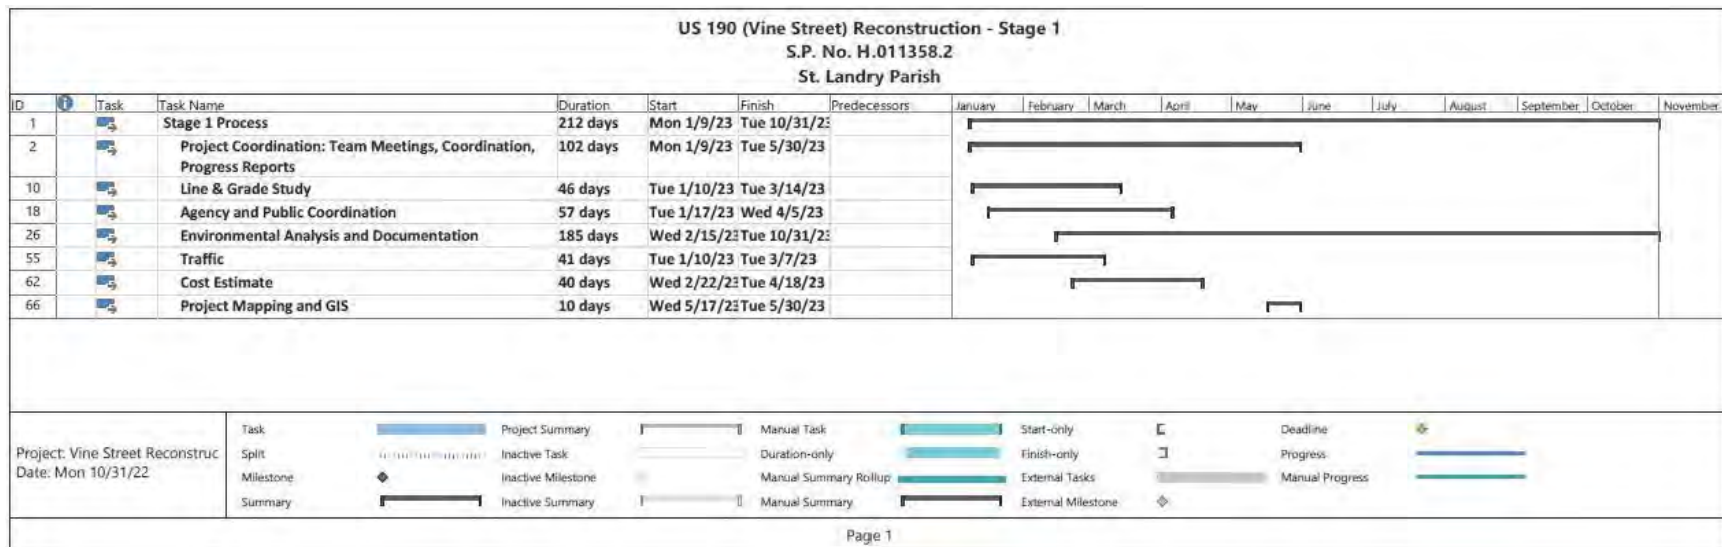 US 190 (Vine Street) Reconstruction - Stage 1
S.P. No. H.011358.2
St. Landry Parish
ID Task Task Name Duration Start Finish Predecessors January February March April May June July August September October November
1 Stage 1 Process 212 days Mon 1/9/23 Tue 10/31/23
2 Project Coordination: Team Meetings, Coordination, 102 days Mon 1/9/23 Tue 5/30/23
Progress Reports
10 Line & Grade Study 46 days Tue 1/10/23 Tue 3/14/23
18 Agency and Public Coordination 57 days Tue 1/17/23 Wed 4/5/23
26 Environmental Analysis and Documentation 185 days Wed 2/15/23 Tue 10/31/23
55 Traffic 41 days Tue 1/10/23 Tue 3/7/23
62 Cost Estimate 40 days Wed 2/22/23 Tue 4/18/23
66 Project Mapping and GIS 10 days Wed 5/17/23 Tue 5/30/23
Project: Vine Street Reconstruc
Date: Mon 10/31/22
Task Project Summary Manual Task Start-only Deadline
Split Inactive Task Duration-only Finish-only Progress
Milestone Inactive Milestone Manual Summary Rollup External Tasks Manual Progress
Summary Inactive Summary Manual Summary External Milestone
Page 1